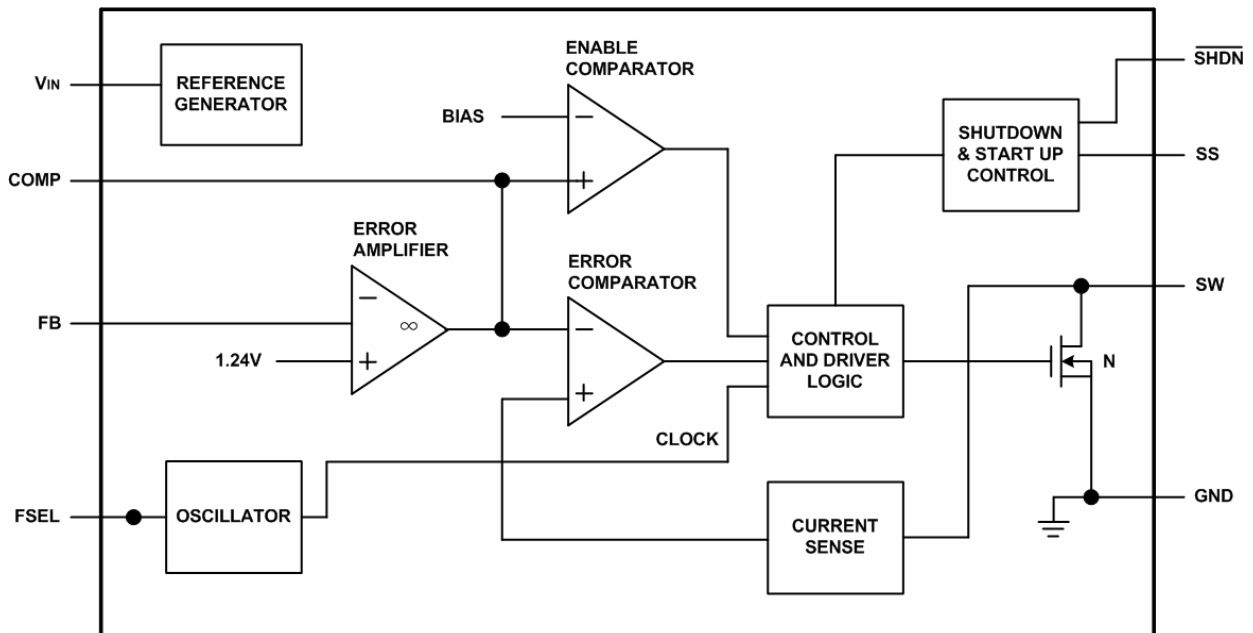 VIN
REFERENCE
GENERATOR
ENABLE
COMPARATOR
BIAS
−
+
SHDN
SHUTDOWN
& START UP
CONTROL
SS
COMP
ERROR
AMPLIFIER
−
∞
+
FB
1.24V
ERROR
COMPARATOR
−
+
CONTROL
AND DRIVER
LOGIC
SW
N
CLOCK
FSEL
OSCILLATOR
CURRENT
SENSE
GND